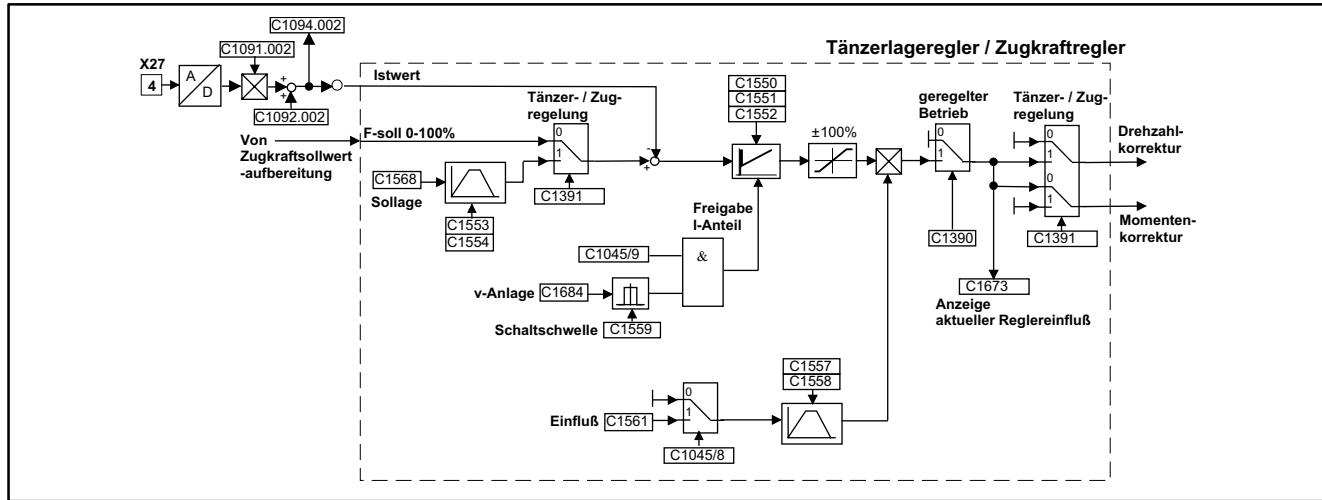 C1094.002
C1091.002
Tänzerlageregler / Zugkraftregler
X27
4
A
D
+
+
C1092.002
Istwert
C1550
C1551
C1552
Tänzer- / Zug-
regelung
geregelter
Betrieb
Tänzer- / Zug-
regelung
F-soll 0-100%
Von
Zugkraftsollwert
-aufbereitung
0
1
-
+
±100%
0
1
0
1
0
1
Drehzahl-
korrektur
C1568
Sollage
C1391
C1553
C1554
Freigabe
I-Anteil
C1390
C1391
Momenten-
korrektur
C1045/9
&
v-Anlage
C1684
C1673
Anzeige
aktueller Reglereinfluß
Schaltschwelle
C1559
C1557
C1558
0
1
Einfluß
C1561
C1045/8